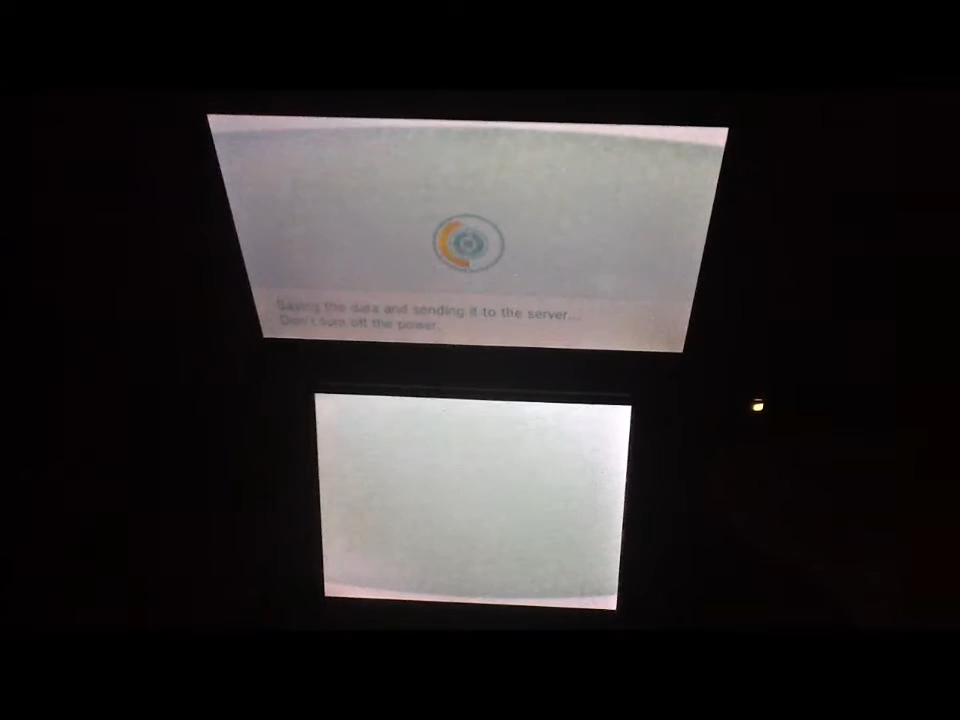 Saving the data and sending it to the server...
Don't turn off the power.